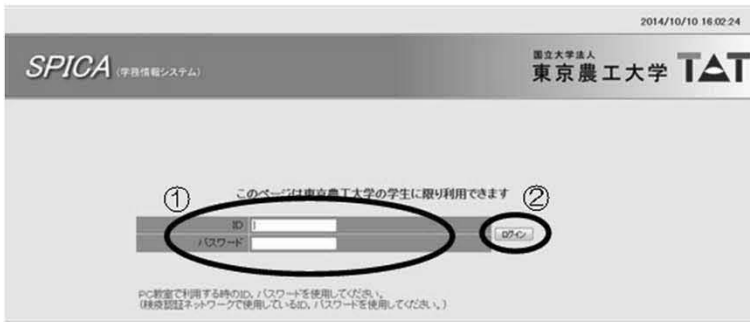 2014/10/10 16:02:24
SPICA (学務情報システム)
国立大学法人
東京農工大学 TAT
このページは東京農工大学の学生に限り利用できます
① ②
ID
パスワード
ログイン
PC教室で利用する時のID、パスワードを使用してください。
(検疫認証ネットワークで使用しているID、パスワードを使用してください。)